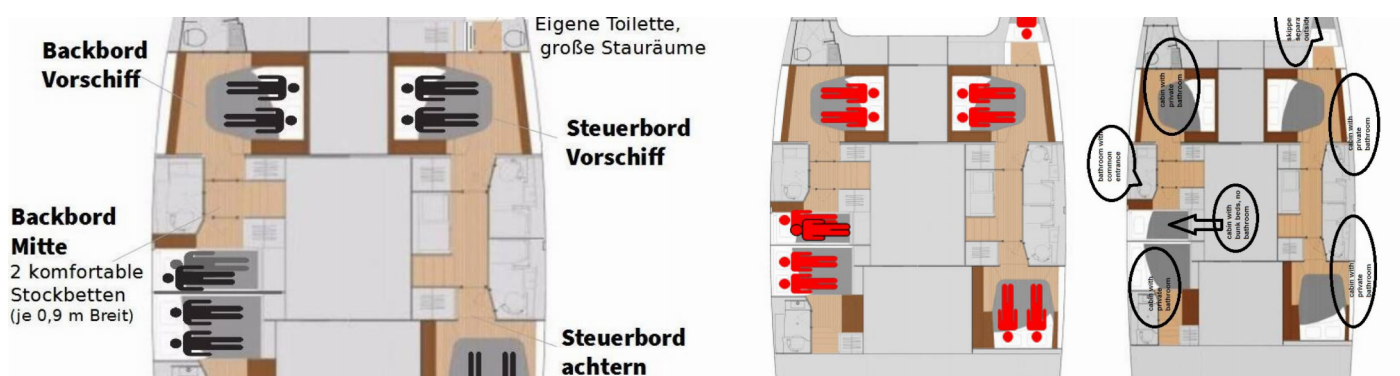 Eigene Toilette,
große Stauräume
Backbord
Vorschiff
Steuerbord
Vorschiff
Backbord
Mitte
2 komfortable
Stockbetten
(je 0,9 m Breit)
Steuerbord
achtern
cabin with
private
bathroom
cabin with
private
bathroom
bathroom with
common
entrance
cabin with
bunk beds, no
bathroom
cabin with
private
bathroom
cabin with
private
bathroom